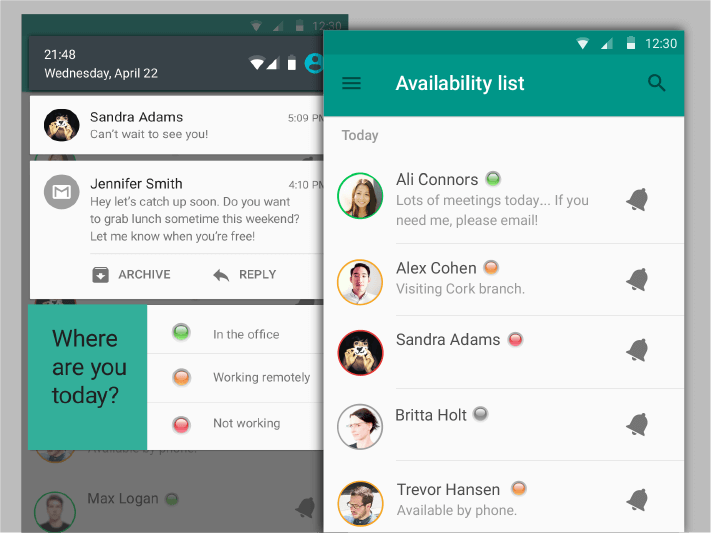 12:30
21:48
Wednesday, April 22
Sandra Adams
5:09 PM
Can't wait to see you!
Jennifer Smith
4:10 PM
Hey let's catch up soon. Do you want
to grab lunch sometime this weekend?
Let me know when you're free!
ARCHIVE
REPLY
Where
are you
today?
In the office
Working remotely
Not working
Available by phone.
Max Logan
12:30
Availability list
Today
Ali Connors
Lots of meetings today... If you
need me, please email!
Alex Cohen
Visiting Cork branch.
Sandra Adams
Britta Holt
Trevor Hansen
Available by phone.